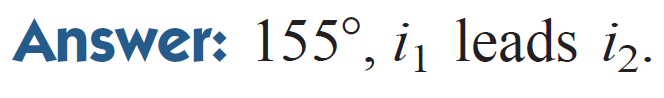 Answer: 155°, i₁ leads i₂.